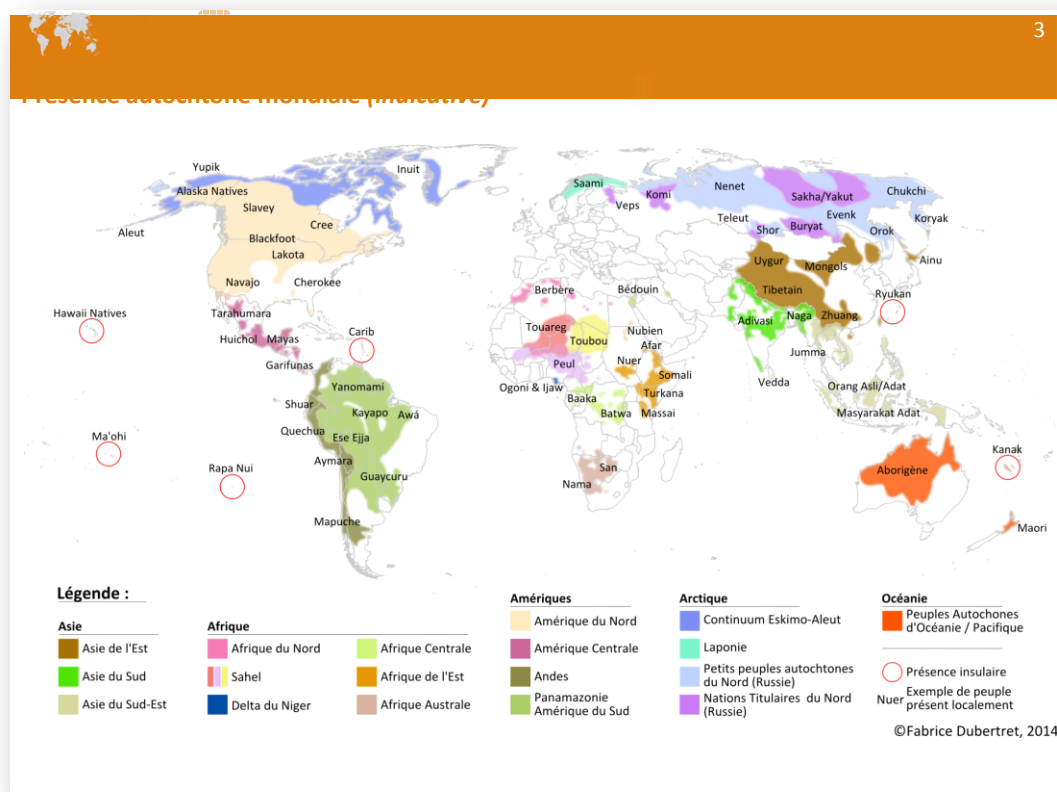 3
Présence autochtone mondiale (indicative)
Yupik
Inuit
Alaska Natives
Slavey
Aleut
Cree
Blackfoot
Lakota
Navajo
Cherokee
Hawaii Natives
Tarahumara
Carib
Huichol
Mayas
Garifunas
Yanomami
Shuar
Kayapo
Awá
Quechua
Ese Ejja
Ma'ohi
Aymara
Rapa Nui
Guaycuru
Mapuche
Saami
Komi
Veps
Nenet
Sakha/Yakut
Chukchi
Evenk
Teleut
Koryak
Shor
Buryat
Orok
Ainu
Uygur
Mongols
Berbère
Bédouin
Tibetain
Ryukan
Touareg
Nubien
Adivasi
Naga
Zhuang
Toubou
Afar
Peul
Nuer
Jumma
Somali
Vedda
Ogoni & Ijaw
Baaka
Turkana
Orang Asli/Adat
Batwa
Massai
Masyarakat Adat
San
Nama
Aborigène
Kanak
Maori
Légende :
Asie
Asie de l'Est
Asie du Sud
Asie du Sud-Est
Afrique
Afrique du Nord
Sahel
Delta du Niger
Afrique Centrale
Afrique de l'Est
Afrique Australe
Amériques
Amérique du Nord
Amérique Centrale
Andes
Panamazonie
Amérique du Sud
Arctique
Continuum Eskimo-Aleut
Laponie
Petits peuples autochtones
du Nord (Russie)
Nations Titulaires du Nord
(Russie)
Océanie
Peuples Autochones
d'Océanie / Pacifique
Présence insulaire
Nuer
Exemple de peuple
présent localement
©Fabrice Dubertret, 2014